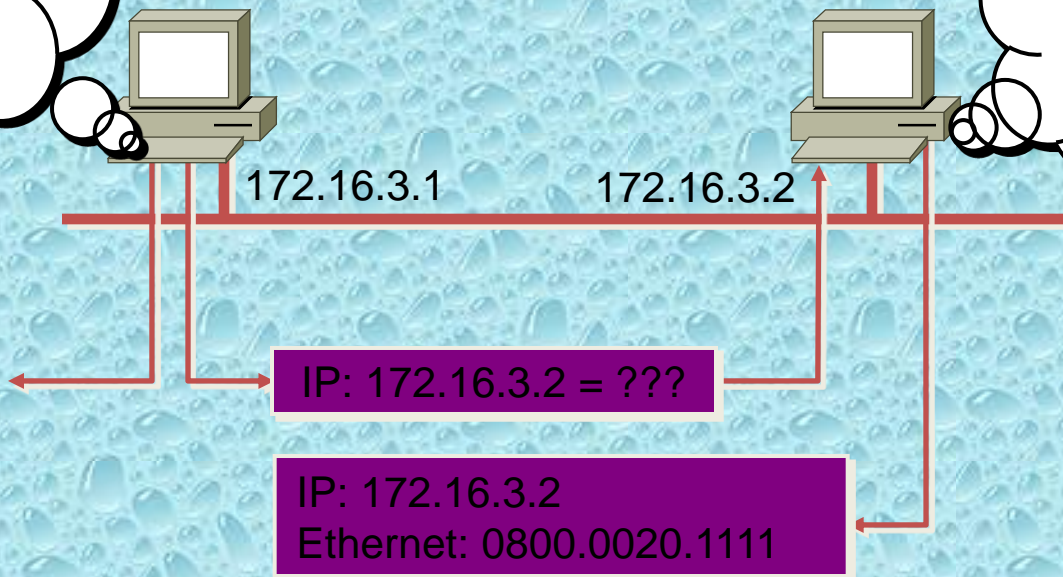 172.16.3.1
172.16.3.2
IP: 172.16.3.2 = ???
IP: 172.16.3.2
Ethernet: 0800.0020.1111